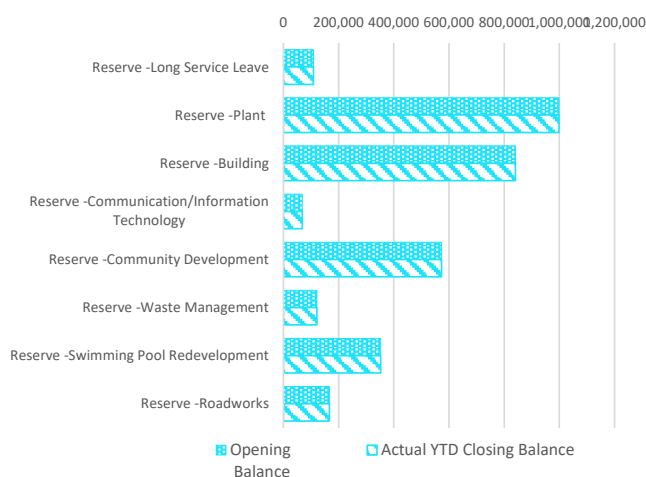 0 200,000 400,000 600,000 800,000 1,000,000 1,200,000
Reserve -Long Service Leave
Reserve -Plant
Reserve -Building
Reserve -Communication/Information
Technology
Reserve -Community Development
Reserve -Waste Management
Reserve -Swimming Pool Redevelopment
Reserve -Roadworks
Opening
Balance
Actual YTD Closing Balance